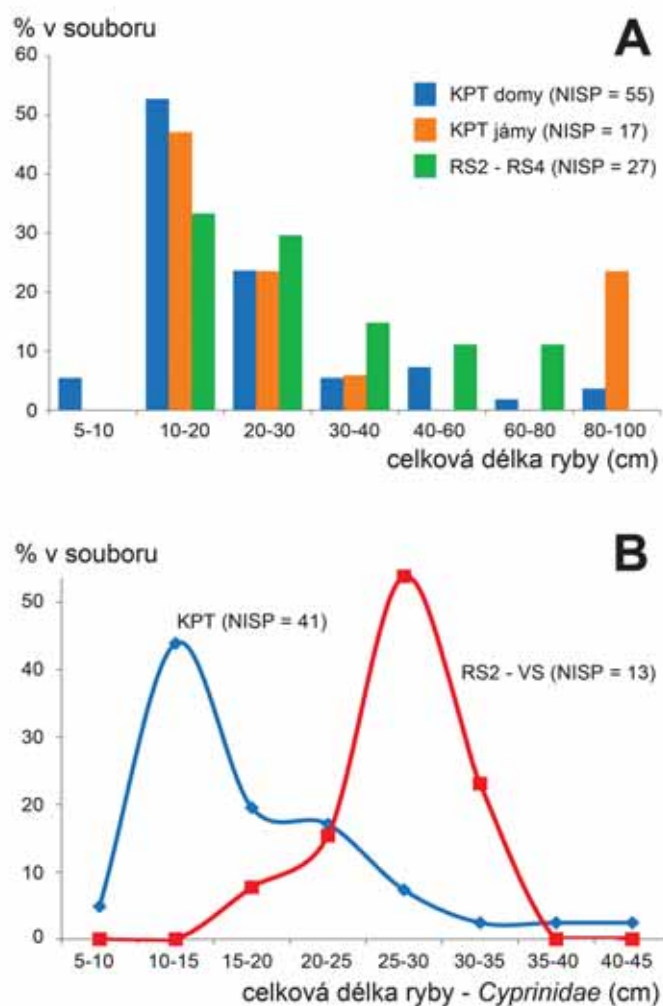 % v souboru
A
60
50
40
30
20
10
0
KPT domy (NISP = 55)
KPT jámy (NISP = 17)
RS2 - RS4 (NISP = 27)
5-10 10-20 20-30 30-40 40-60 60-80 80-100
celková délka ryby (cm)
% v souboru
B
50
40
30
20
10
0
KPT (NISP = 41)
RS2 - VS (NISP = 13)
5-10 10-15 15-20 20-25 25-30 30-35 35-40 40-45
celková délka ryby - Cyprinidae (cm)